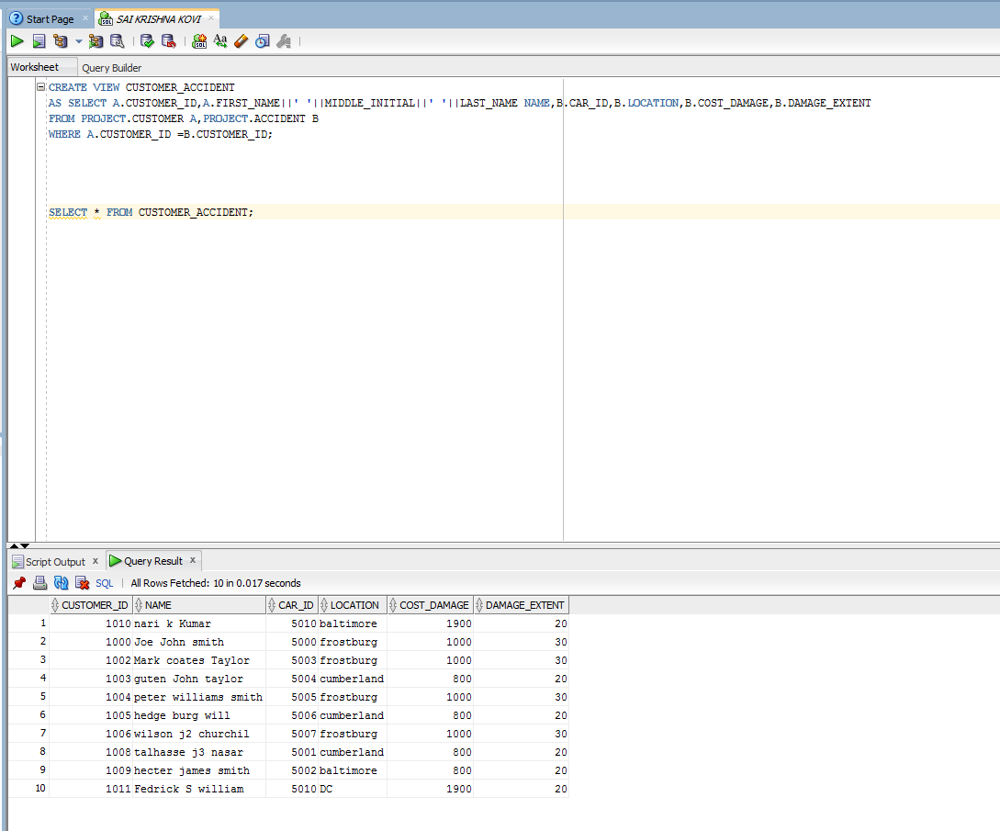 Start Page × SAI KRISHNA KOVI ×
Worksheet Query Builder
CREATE VIEW CUSTOMER_ACCIDENT
AS SELECT A.CUSTOMER_ID,A.FIRST_NAME||' '||MIDDLE_INITIAL||' '||LAST_NAME NAME,B.CAR_ID,B.LOCATION,B.COST_DAMAGE,B.DAMAGE_EXTENT
FROM PROJECT.CUSTOMER A,PROJECT.ACCIDENT B
WHERE A.CUSTOMER_ID =B.CUSTOMER_ID;
SELECT * FROM CUSTOMER_ACCIDENT;
Script Output x Query Result x
SQL | All Rows Fetched: 10 in 0.017 seconds
CUSTOMER_ID NAME CAR_ID LOCATION COST_DAMAGE DAMAGE_EXTENT
1 1010 nari k Kumar 5010 baltimore 1900 20
2 1000 Joe John smith 5000 frostburg 1000 30
3 1002 Mark coates Taylor 5003 frostburg 1000 30
4 1003 guten John taylor 5004 cumberland 800 20
5 1004 peter williams smith 5005 frostburg 1000 30
6 1005 hedge burg will 5006 cumberland 800 20
7 1006 wilson j2 churchil 5007 frostburg 1000 30
8 1008 talhasse j3 nasar 5001 cumberland 800 20
9 1009 hecter james smith 5002 baltimore 800 20
10 1011 Fedrick S william 5010 DC 1900 20